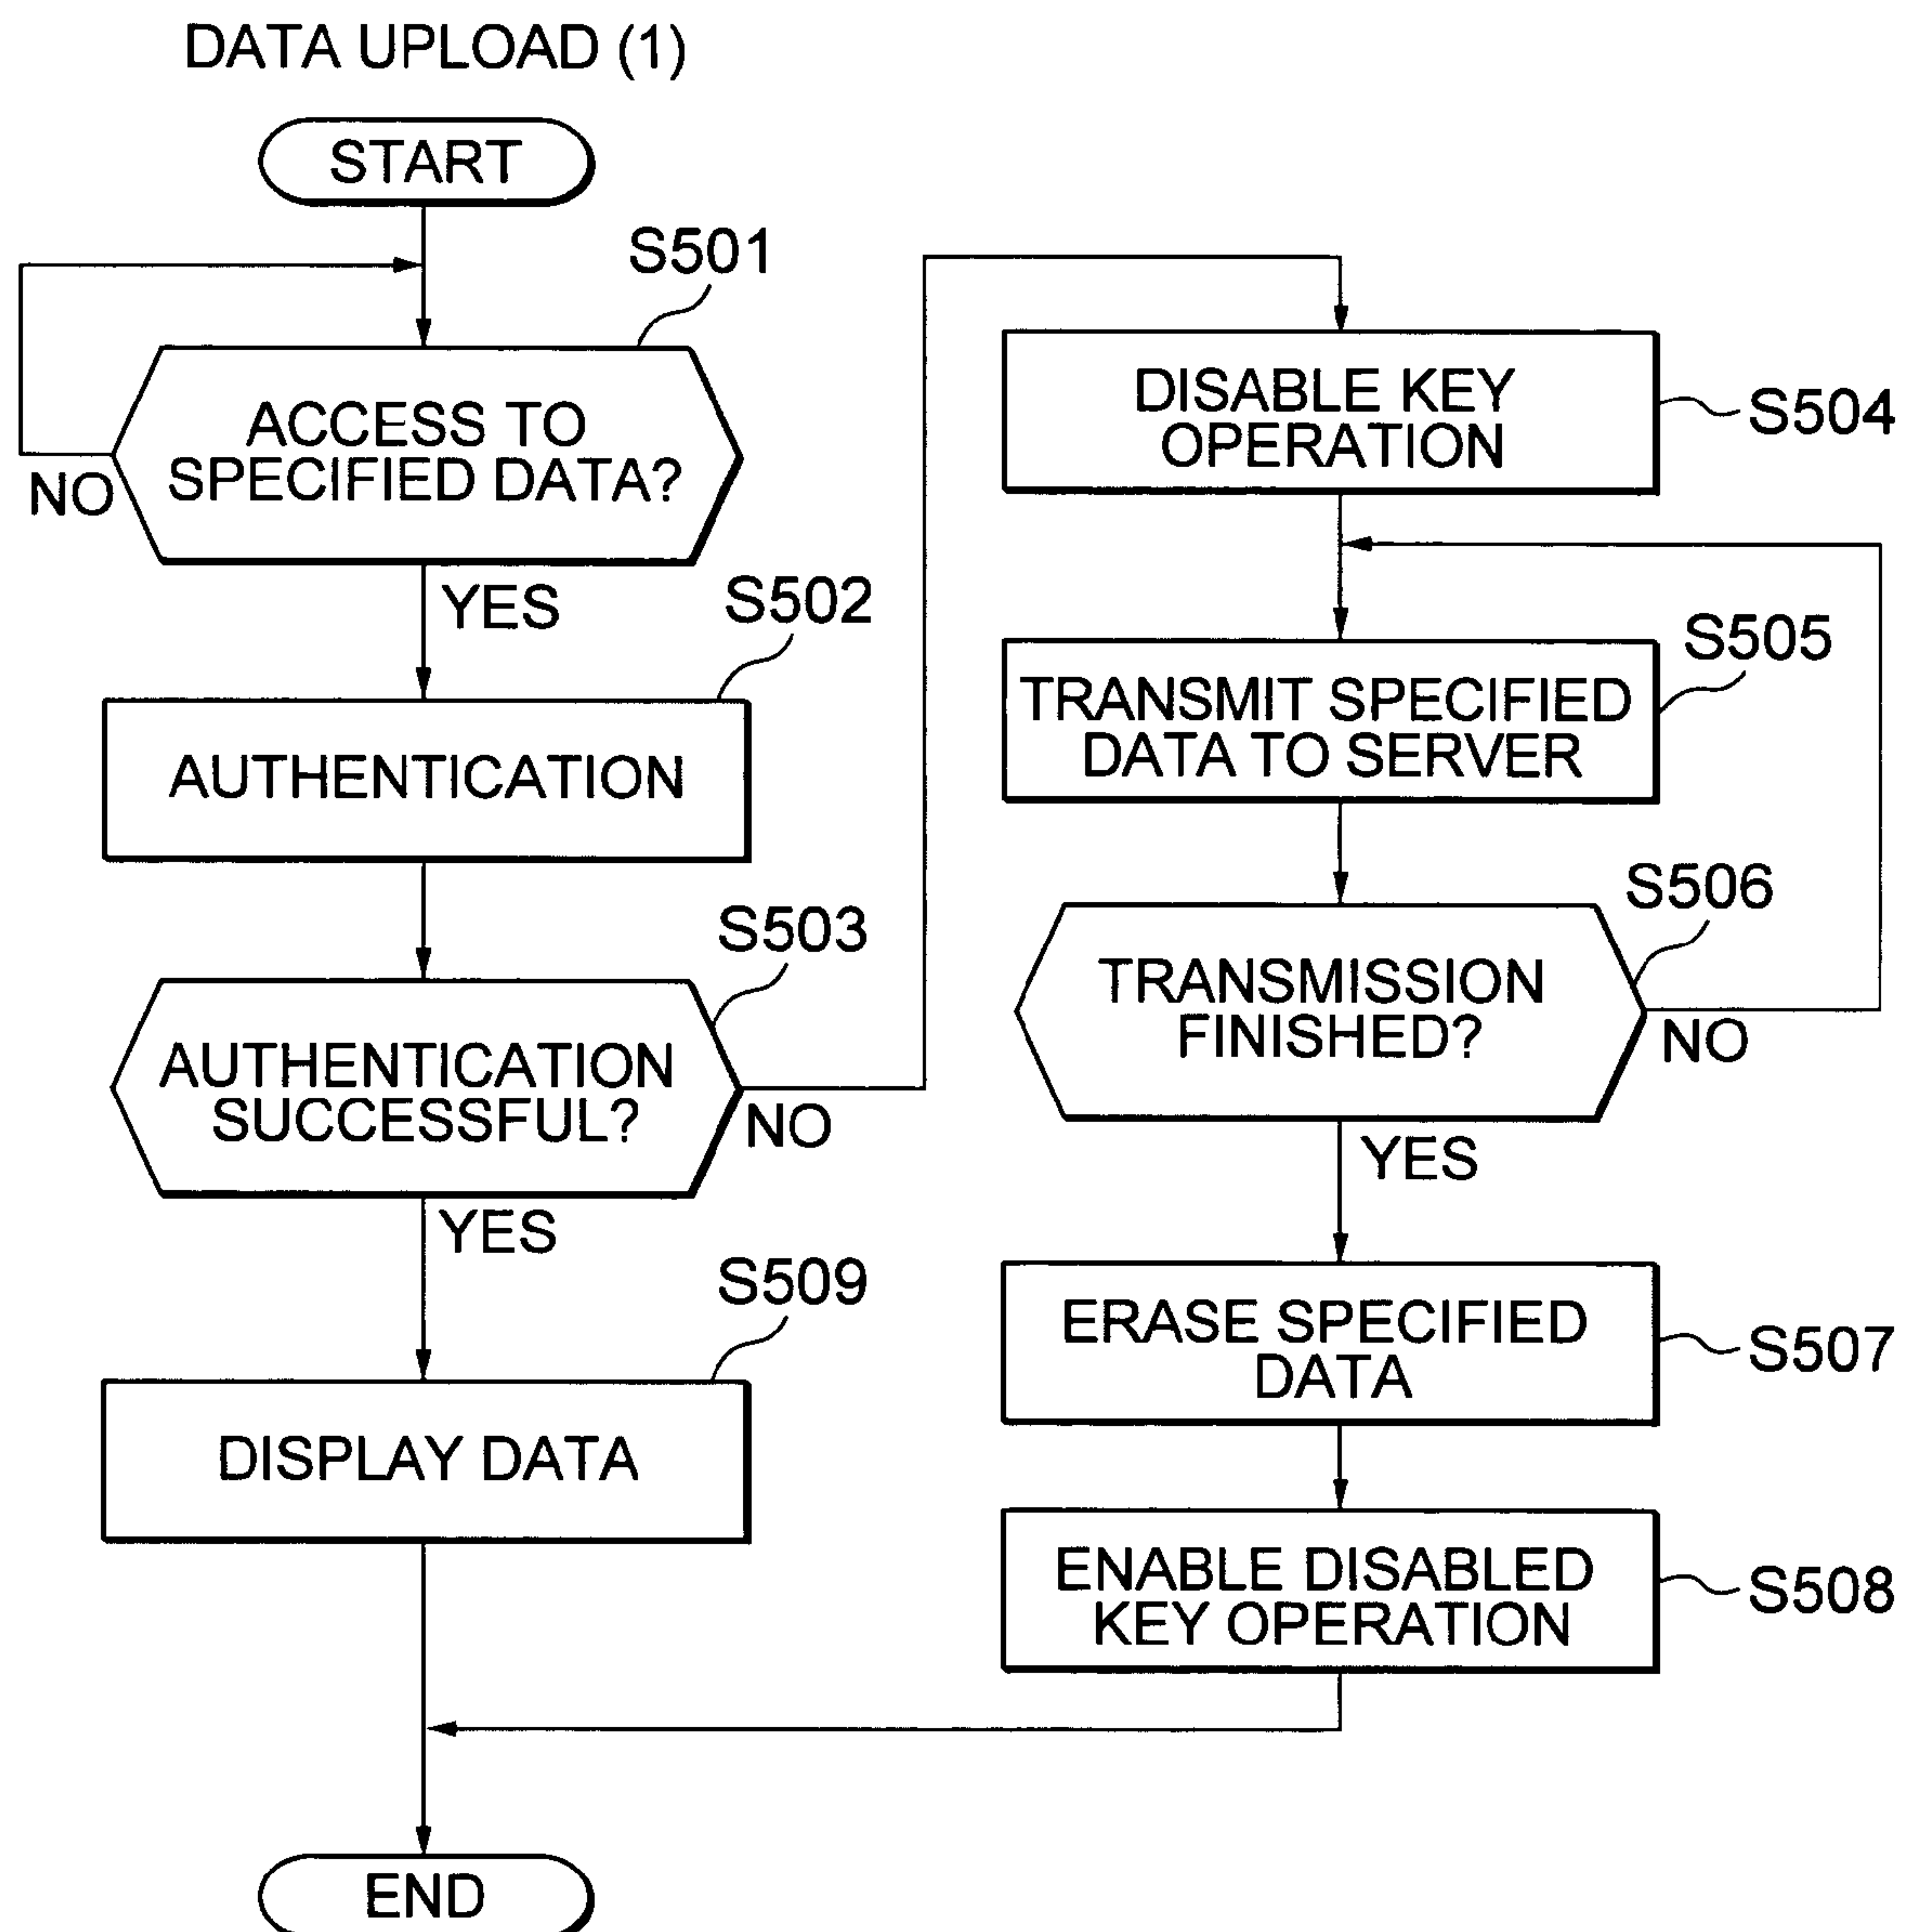 DATA UPLOAD (1)
START
S501
ACCESS TO
SPECIFIED DATA?
NO
YES
S502
AUTHENTICATION
S503
AUTHENTICATION
SUCCESSFUL?
NO
YES
S509
DISPLAY DATA
END
DISABLE KEY
OPERATION
S504
S505
TRANSMIT SPECIFIED
DATA TO SERVER
S506
TRANSMISSION
FINISHED?
NO
YES
ERASE SPECIFIED
DATA
S507
ENABLE DISABLED
KEY OPERATION
S508